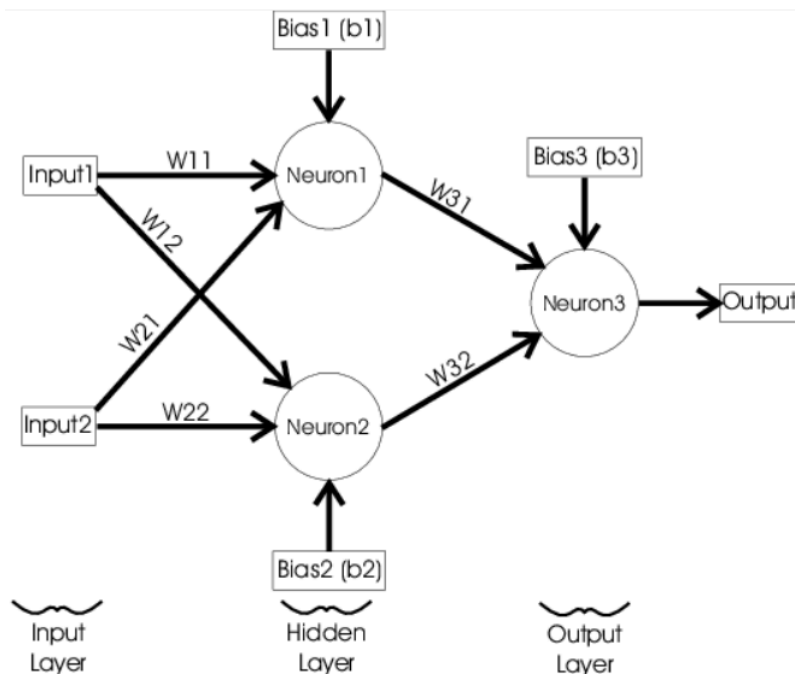 Bias1 (b1)
Input1
W11
Neuron1
W31
Bias3 (b3)
W12
W21
Neuron3
Output
W32
Input2
W22
Neuron2
Bias2 (b2)
Input
Layer
Hidden
Layer
Output
Layer